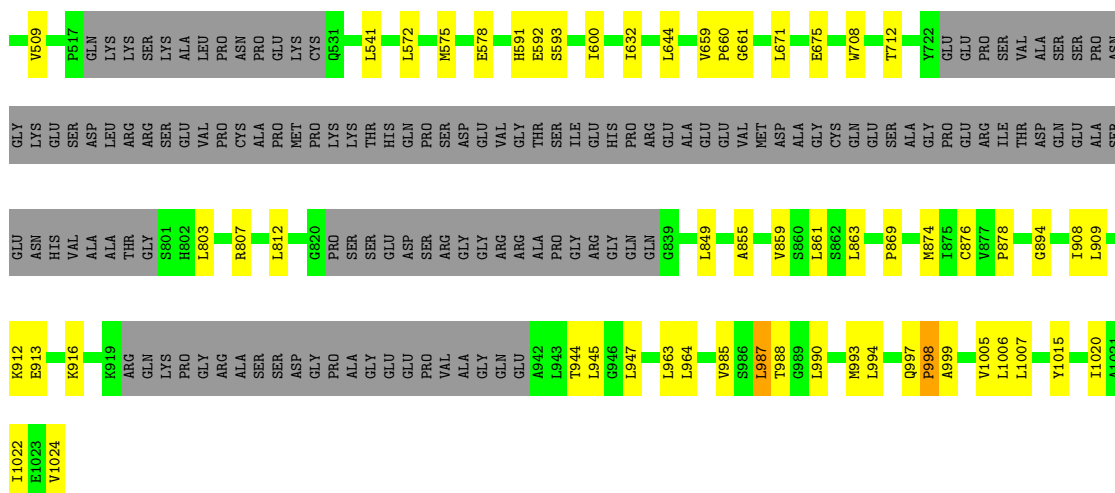 V509 P517 GLN LYS LYS SER LYS ALA LEU PRO ASN PRO GLU LYS CYS Q531 L541 L572 M575 E578 H591 E592 S593 I600 I632 L644 V659 P660 G661 L671 E675 W708 T712 Y722 GLU GLU PRO SER VAL ALA SER SER PRO ASN
GLY LYS GLU SER ASP LEU ARG ARG SER GLU VAL PRO CYS ALA PRO MET PRO LYS LYS THR HIS GLN PRO SER ASP GLU VAL GLY THR SER ILE GLU HIS PRO ARG GLU ALA GLU GLU VAL MET ASP ALA GLY CYS GLN GLU SER ALA GLY PRO GLU ARG ILE THR ASP GLN GLU ALA SER
GLU ASN HIS VAL ALA ALA THR GLY S801 H802 L803 R807 L812 G820 PRO SER SER GLU ASP SER ARG GLY GLY ARG ARG ALA PRO GLY ARG GLY GLN GLN G839 L849 A855 V859 S860 L861 S862 L863 P869 M874 I875 C876 V877 P878 G894 I908 L909
K912 E913 K916 K919 ARG GLN LYS PRO GLY ARG ALA SER SER ASP GLY PRO ALA GLY GLU GLU PRO VAL ALA GLY GLN GLU A942 L943 T944 L945 G946 L947 L963 L964 V985 S986 L987 T988 G989 L990 M993 L994 Q997 P998 A999 V1005 L1006 L1007 Y1015 I1020 A1021
I1022 E1023 V1024